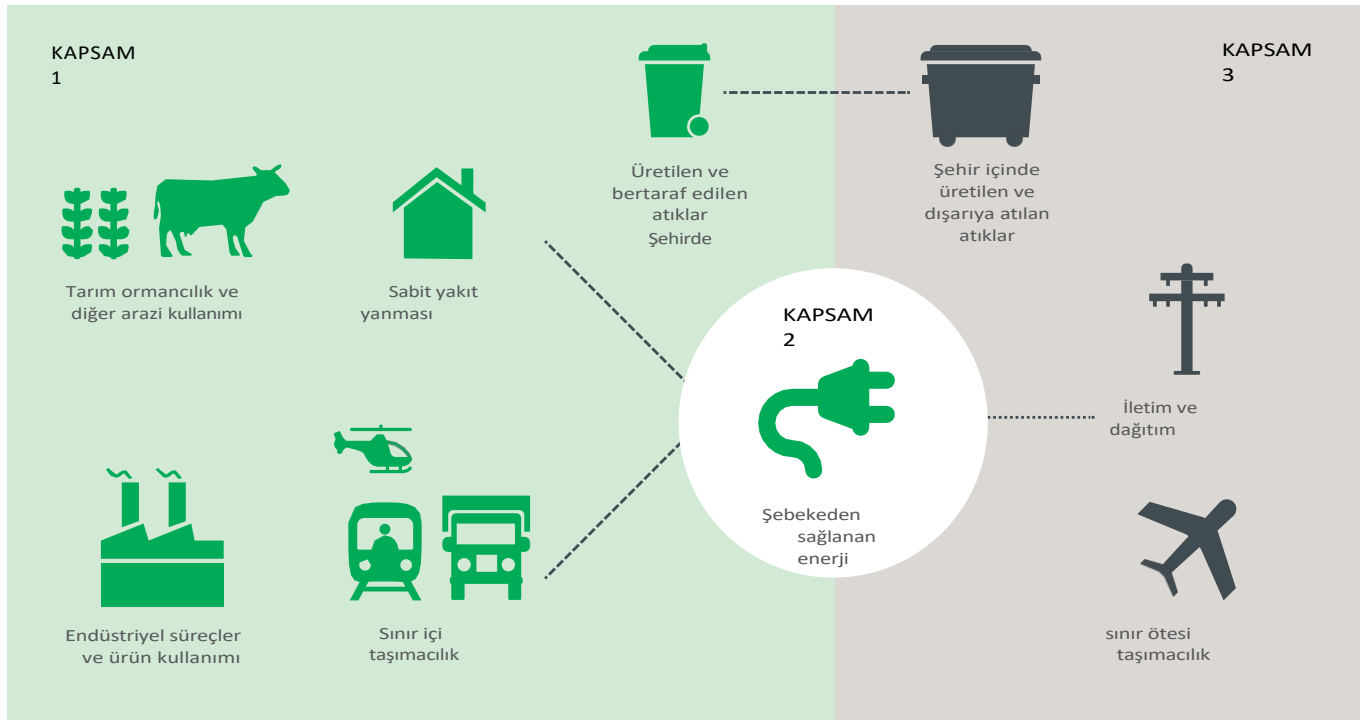 KAPSAM
1
KAPSAM
3
Üretilen ve
bertaraf edilen
atıklar
Şehirde
Şehir içinde
üretilen ve
dışarıya atılan
atıklar
Tarım ormancılık ve
diğer arazi kullanımı
Sabit yakıt
yanması
KAPSAM
2
Şebekeden
sağlanan
enerji
İletim ve
dağıtım
Endüstriyel süreçler
ve ürün kullanımı
Sınır içi
taşımacılık
sınır ötesi
taşımacılık